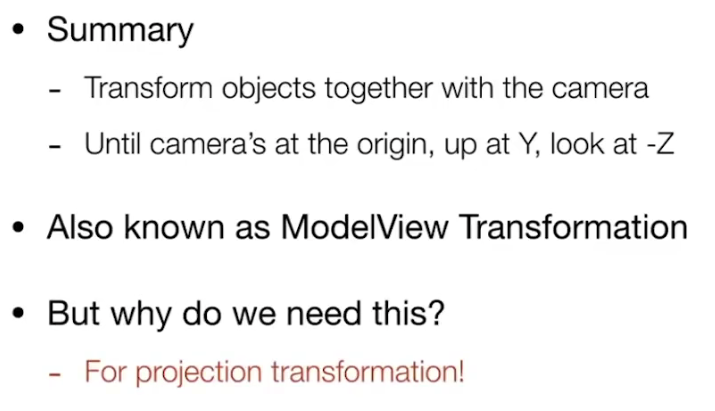 • Summary
- Transform objects together with the camera
- Until camera's at the origin, up at Y, look at -Z
• Also known as ModelView Transformation
• But why do we need this?
- For projection transformation!